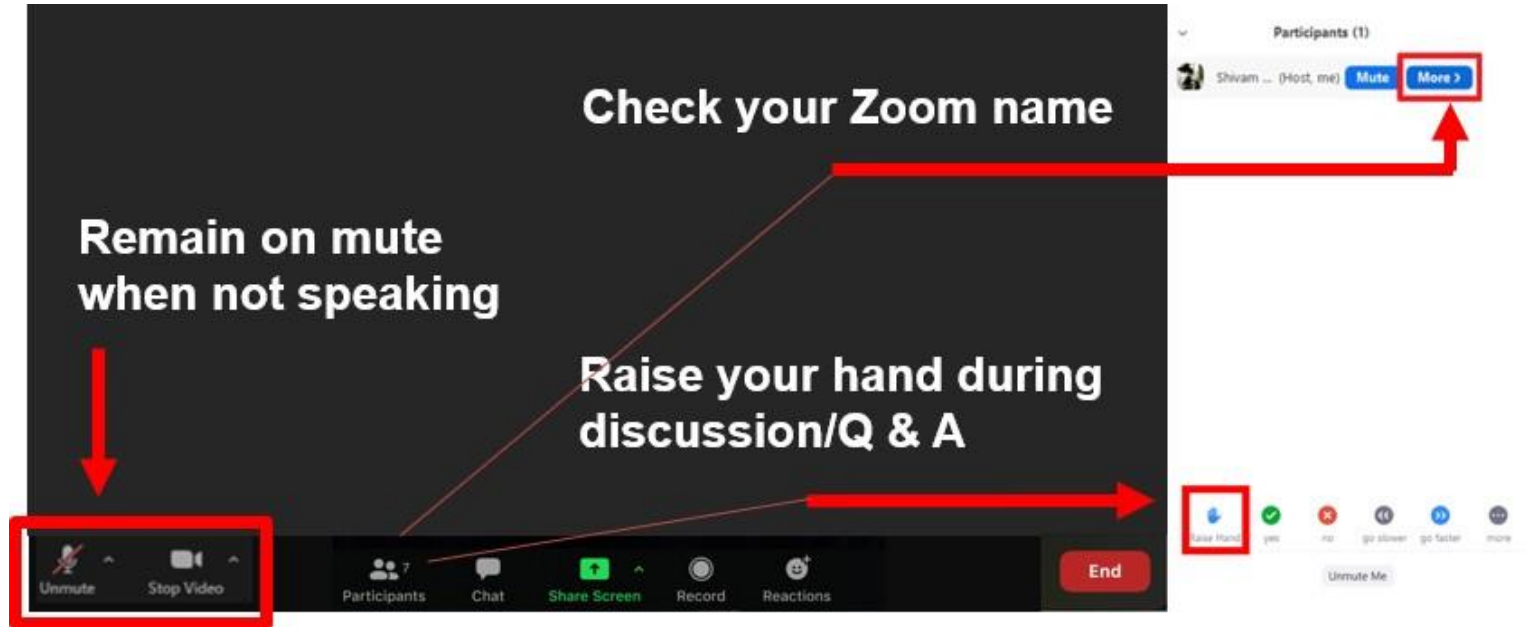 Participants (1)
Shivam ... (Host, me) Mute More >
Check your Zoom name
Remain on mute
when not speaking
Raise your hand during
discussion/Q & A
Raise Hand yes no go slower go faster more
Unmute Me
Unmute Stop Video 7 Participants Chat Share Screen Record Reactions End